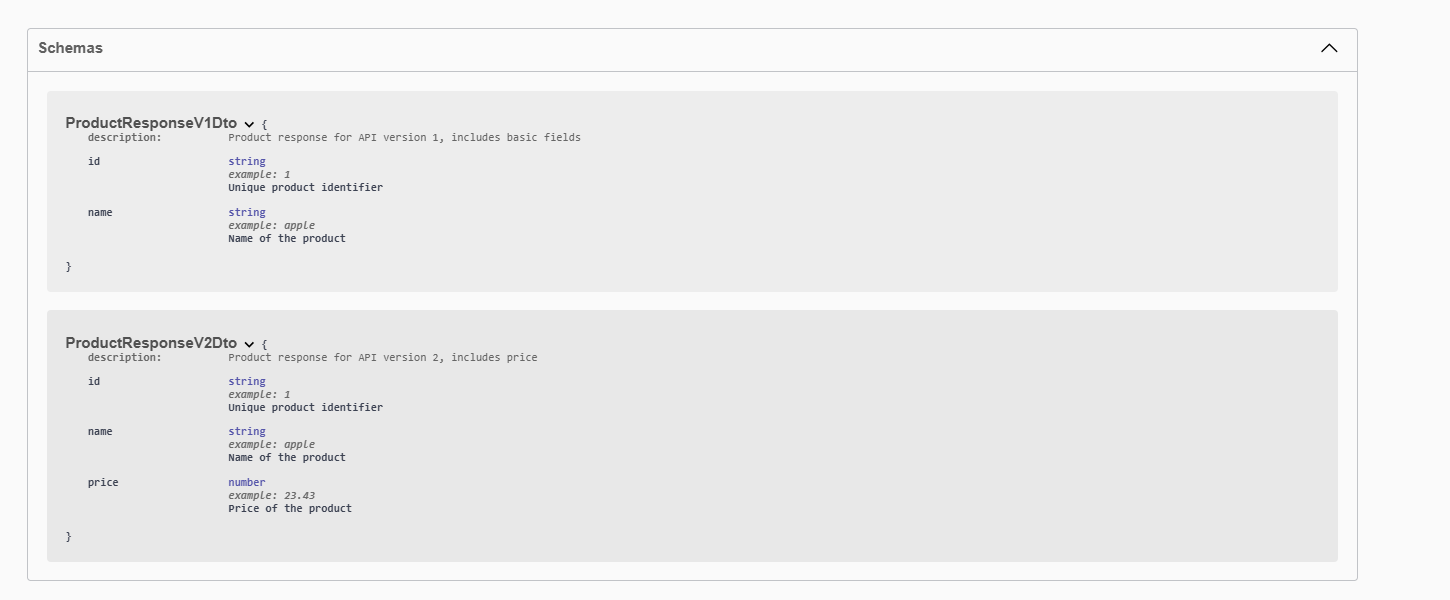 Schemas
ProductResponseV1Dto {
description: Product response for API version 1, includes basic fields
id string
example: 1
Unique product identifier
name string
example: apple
Name of the product
}
ProductResponseV2Dto {
description: Product response for API version 2, includes price
id string
example: 1
Unique product identifier
name string
example: apple
Name of the product
price number
example: 23.43
Price of the product
}